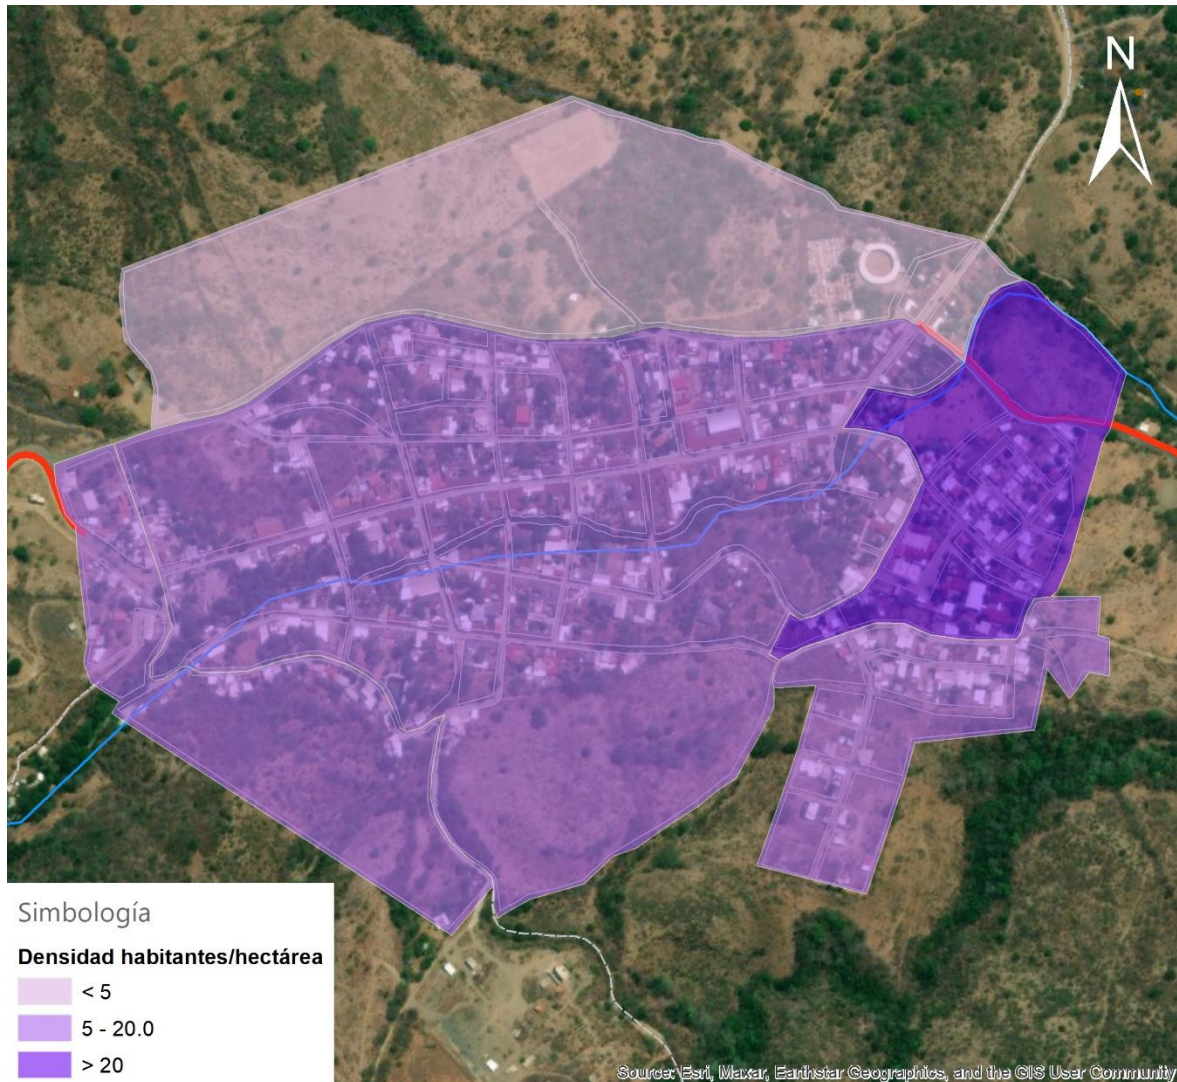 N
Simbología
Densidad habitantes/hectárea
< 5
5 - 20.0
> 20
Source: Esri, Maxar, Earthstar Geographics, and the GIS User Community